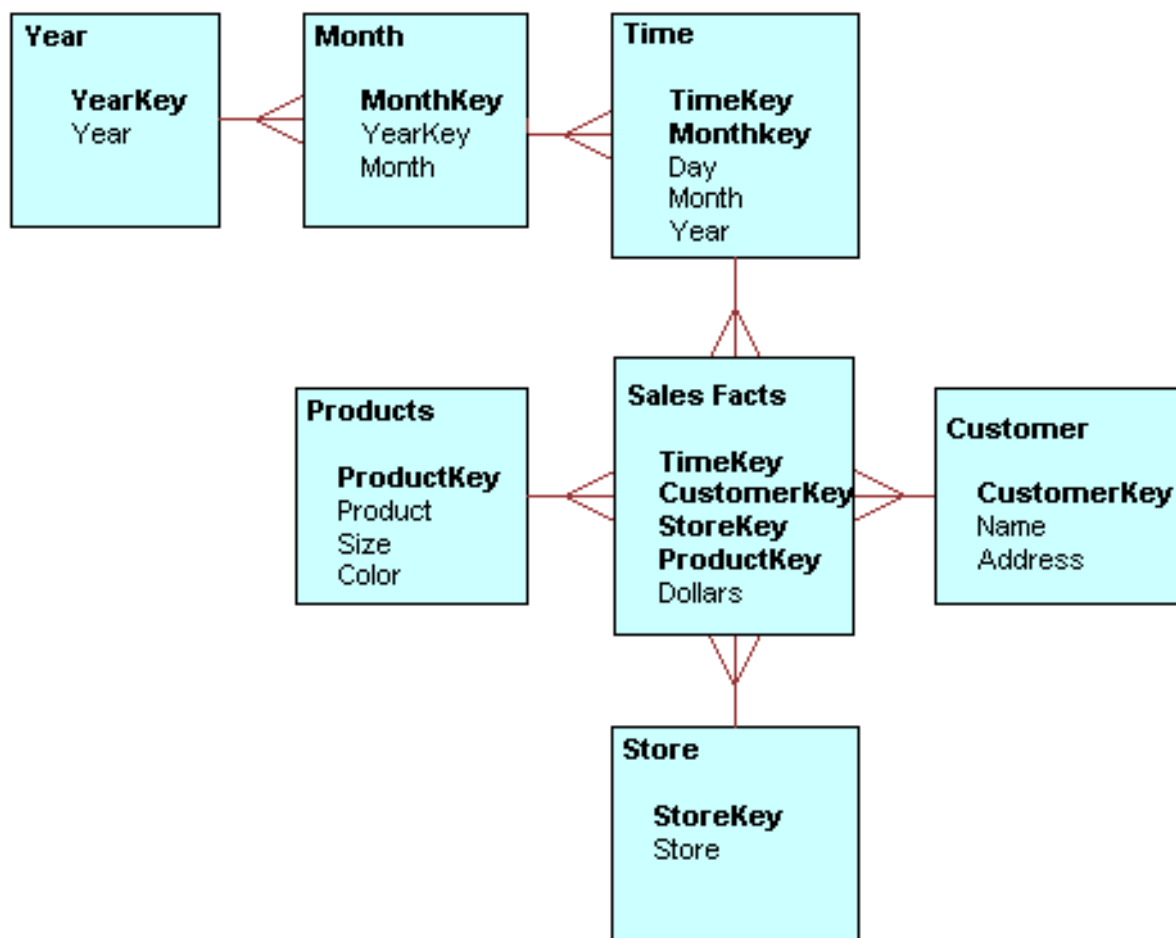 Year
YearKey
Year
Month
MonthKey
YearKey
Month
Time
TimeKey
Monthkey
Day
Month
Year
Products
ProductKey
Product
Size
Color
Sales Facts
TimeKey
CustomerKey
StoreKey
ProductKey
Dollars
Customer
CustomerKey
Name
Address
Store
StoreKey
Store